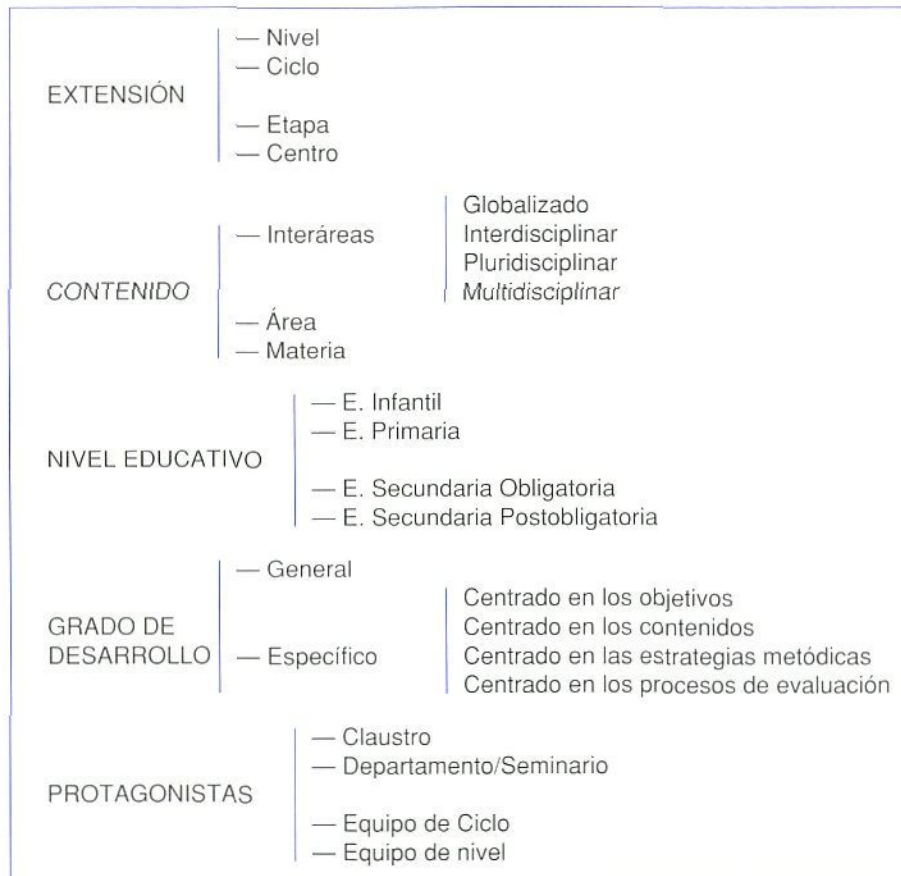 — Nivel
— Ciclo
EXTENSIÓN
— Etapa
— Centro
Globalizado
— Interáreas Interdisciplinar
Pluridisciplinar
CONTENIDO Multidisciplinar
— Área
— Materia
— E. Infantil
— E. Primaria
NIVEL EDUCATIVO
— E. Secundaria Obligatoria
— E. Secundaria Postobligatoria
— General
Centrado en los objetivos
GRADO DE Centrado en los contenidos
DESARROLLO — Específico Centrado en las estrategias metódicas
Centrado en los procesos de evaluación
— Claustro
— Departamento/Seminario
PROTAGONISTAS
— Equipo de Ciclo
— Equipo de nivel